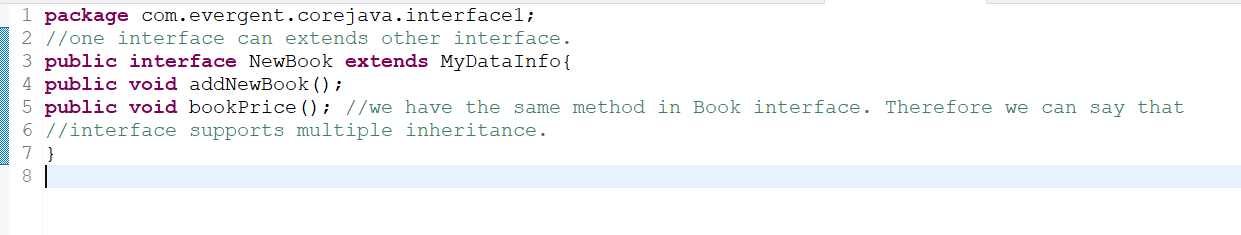 1 package com.evergent.corejava.interface1;
2 //one interface can extends other interface.
3 public interface NewBook extends MyDataInfo{
4 public void addNewBook();
5 public void bookPrice(); //we have the same method in Book interface. Therefore we can say that
6 //interface supports multiple inheritance.
7 }
8